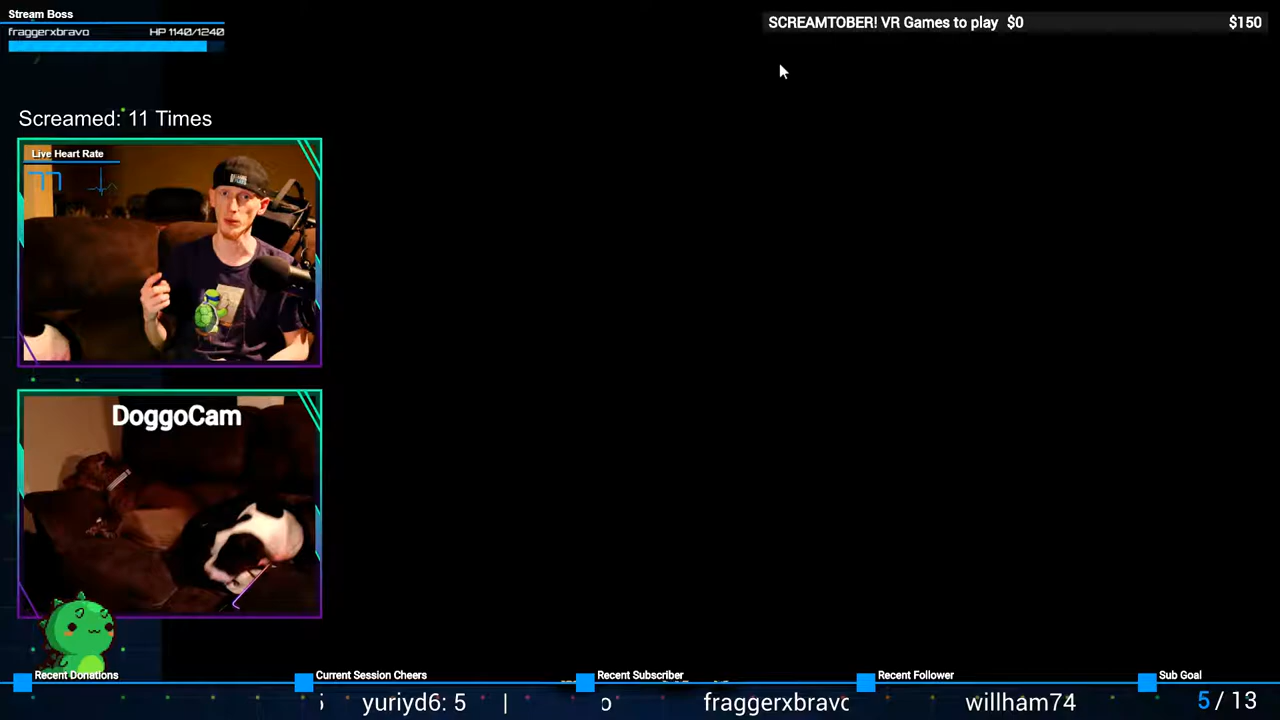 Stream Boss
fraggerxbravo HP 1140/1240
SCREAMTOBER! VR Games to play $0 $150
Screamed: 11 Times
Live Heart Rate
77
DoggoCam
Recent Donations
Current Session Cheers
yuriyd6: 5 |
Recent Subscriber
o fraggerxbravo
Recent Follower
willham74
Sub Goal
5 / 13